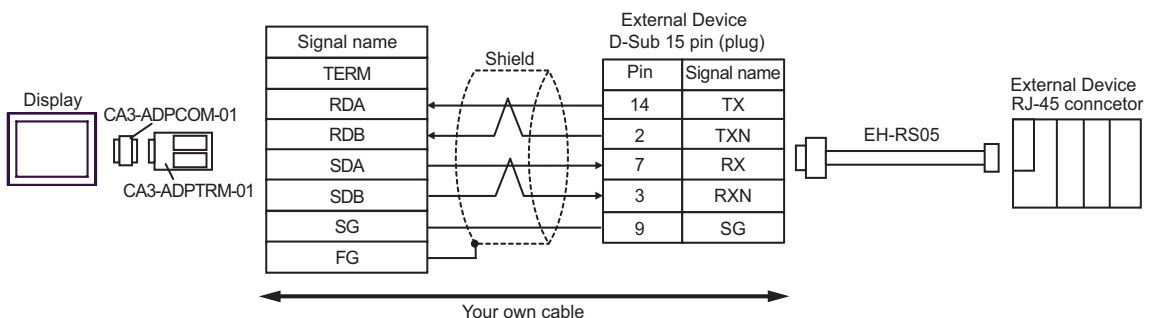 Display
CA3-ADPCOM-01
CA3-ADPTRM-01
Signal name
TERM
RDA
RDB
SDA
SDB
SG
FG
Shield
External Device
D-Sub 15 pin (plug)
Pin Signal name
14 TX
2 TXN
7 RX
3 RXN
9 SG
EH-RS05
External Device
RJ-45 conncetor
Your own cable